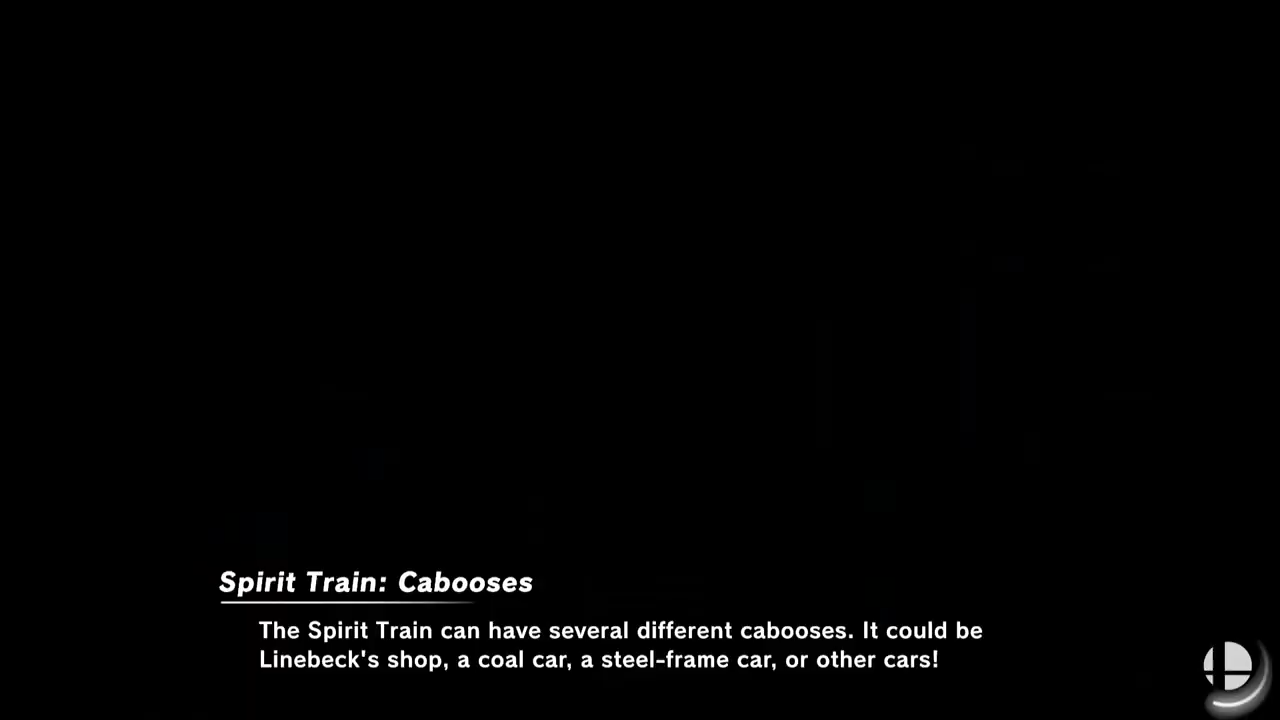 Spirit Train: Cabooses
The Spirit Train can have several different cabooses. It could be
Linebeck's shop, a coal car, a steel-frame car, or other cars!